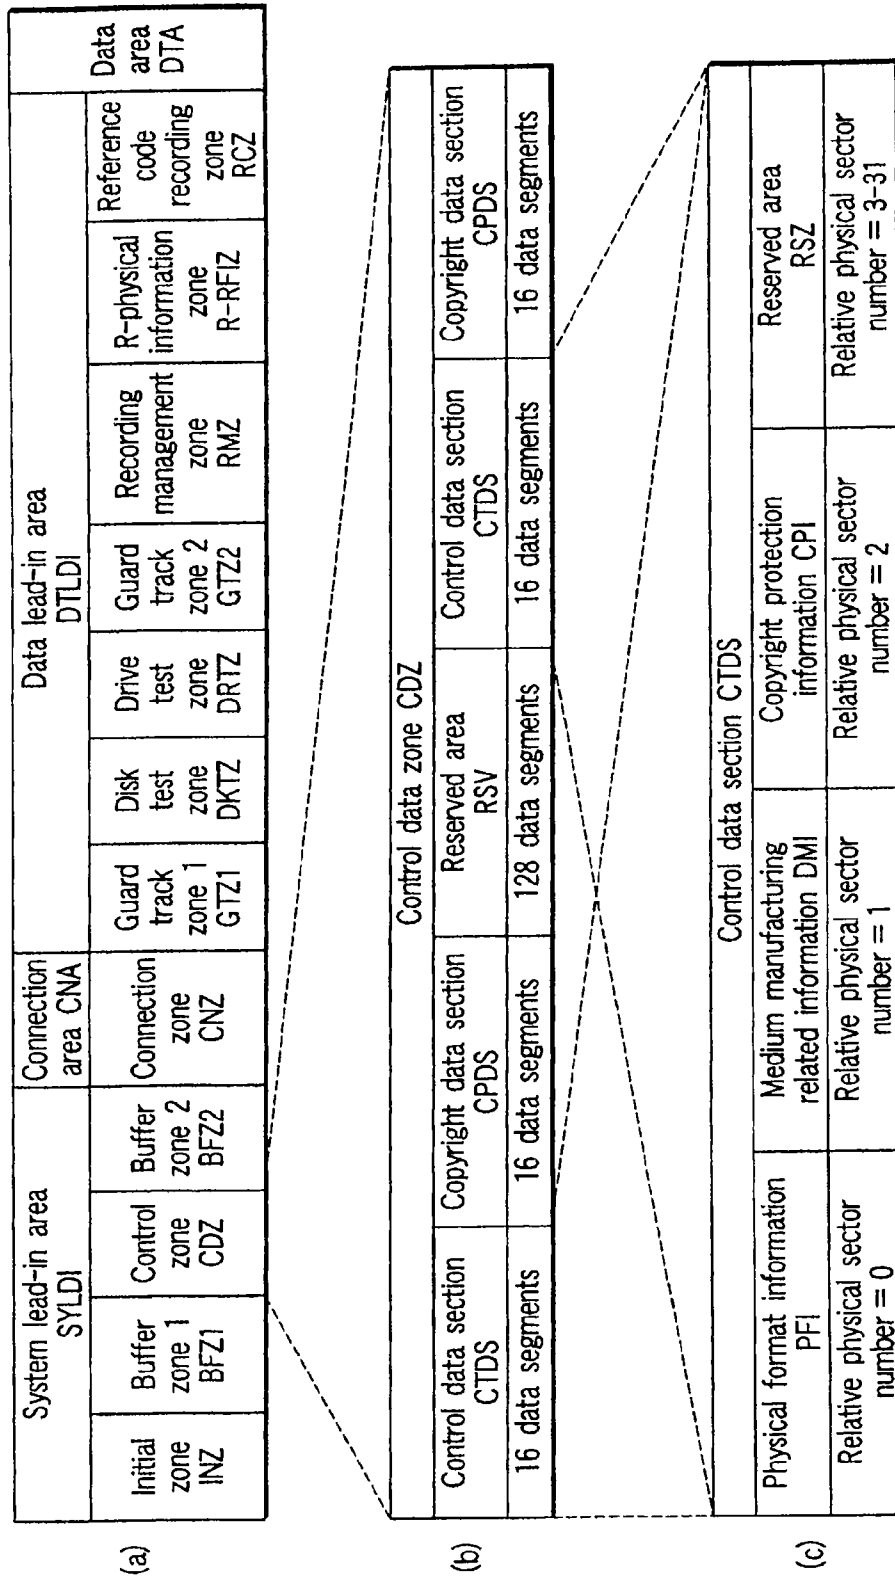 (a)
System lead-in area
SYLDI
Connection
area CNA
Data lead-in area
DTLDI
Data
area
DTA
Initial
zone
INZ
Buffer
zone 1
BFZ1
Control
zone
CDZ
Buffer
zone 2
BFZ2
Connection
zone
CNZ
Guard
track
zone 1
GTZ1
Disk
test
zone
DKTZ
Drive
test
zone
DRTZ
Guard
track
zone 2
GTZ2
Recording
management
zone
RMZ
R-physical
information
zone
R-RFIZ
Reference
code
recording
zone
RCZ
(b)
Control data zone CDZ
Control data section
CTDS
Copyright data section
CPDS
Reserved area
RSV
Control data section
CTDS
Copyright data section
CPDS
16 data segments
16 data segments
128 data segments
16 data segments
16 data segments
(c)
Control data section CTDS
Physical format information
PFI
Medium manufacturing
related information DMI
Copyright protection
information CPI
Reserved area
RSZ
Relative physical sector
number = 0
Relative physical sector
number = 1
Relative physical sector
number = 2
Relative physical sector
number = 3-31